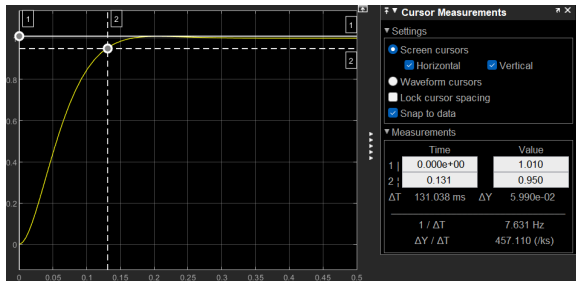 1
2
1
2
0.8
0.6
0.4
0.2
0
0 0.05 0.1 0.15 0.2 0.25 0.3 0.35 0.4 0.45 0.5
Cursor Measurements
Settings
Screen cursors
Horizontal Vertical
Waveform cursors
Lock cursor spacing
Snap to data
Measurements
Time Value
1 0.000e+00 1.010
2 0.131 0.950
ΔT 131.038 ms ΔY 5.990e-02
1 / ΔT 7.631 Hz
ΔY / ΔT 457.110 (/ks)